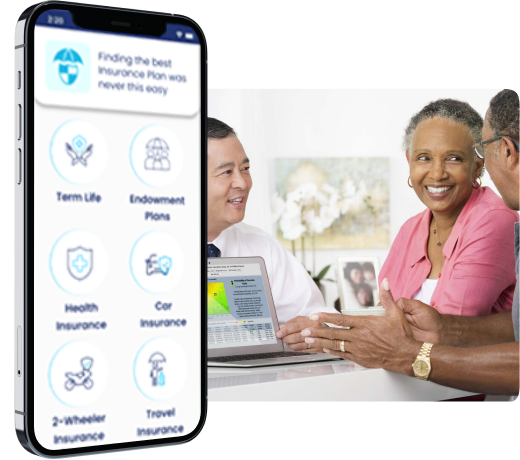 2:20
Finding the best
Insurance Plan was
never this easy
Term Life
Endowment
Plans
Health
Insurance
Car
Insurance
2-Wheeler
Insurance
Travel
Insurance